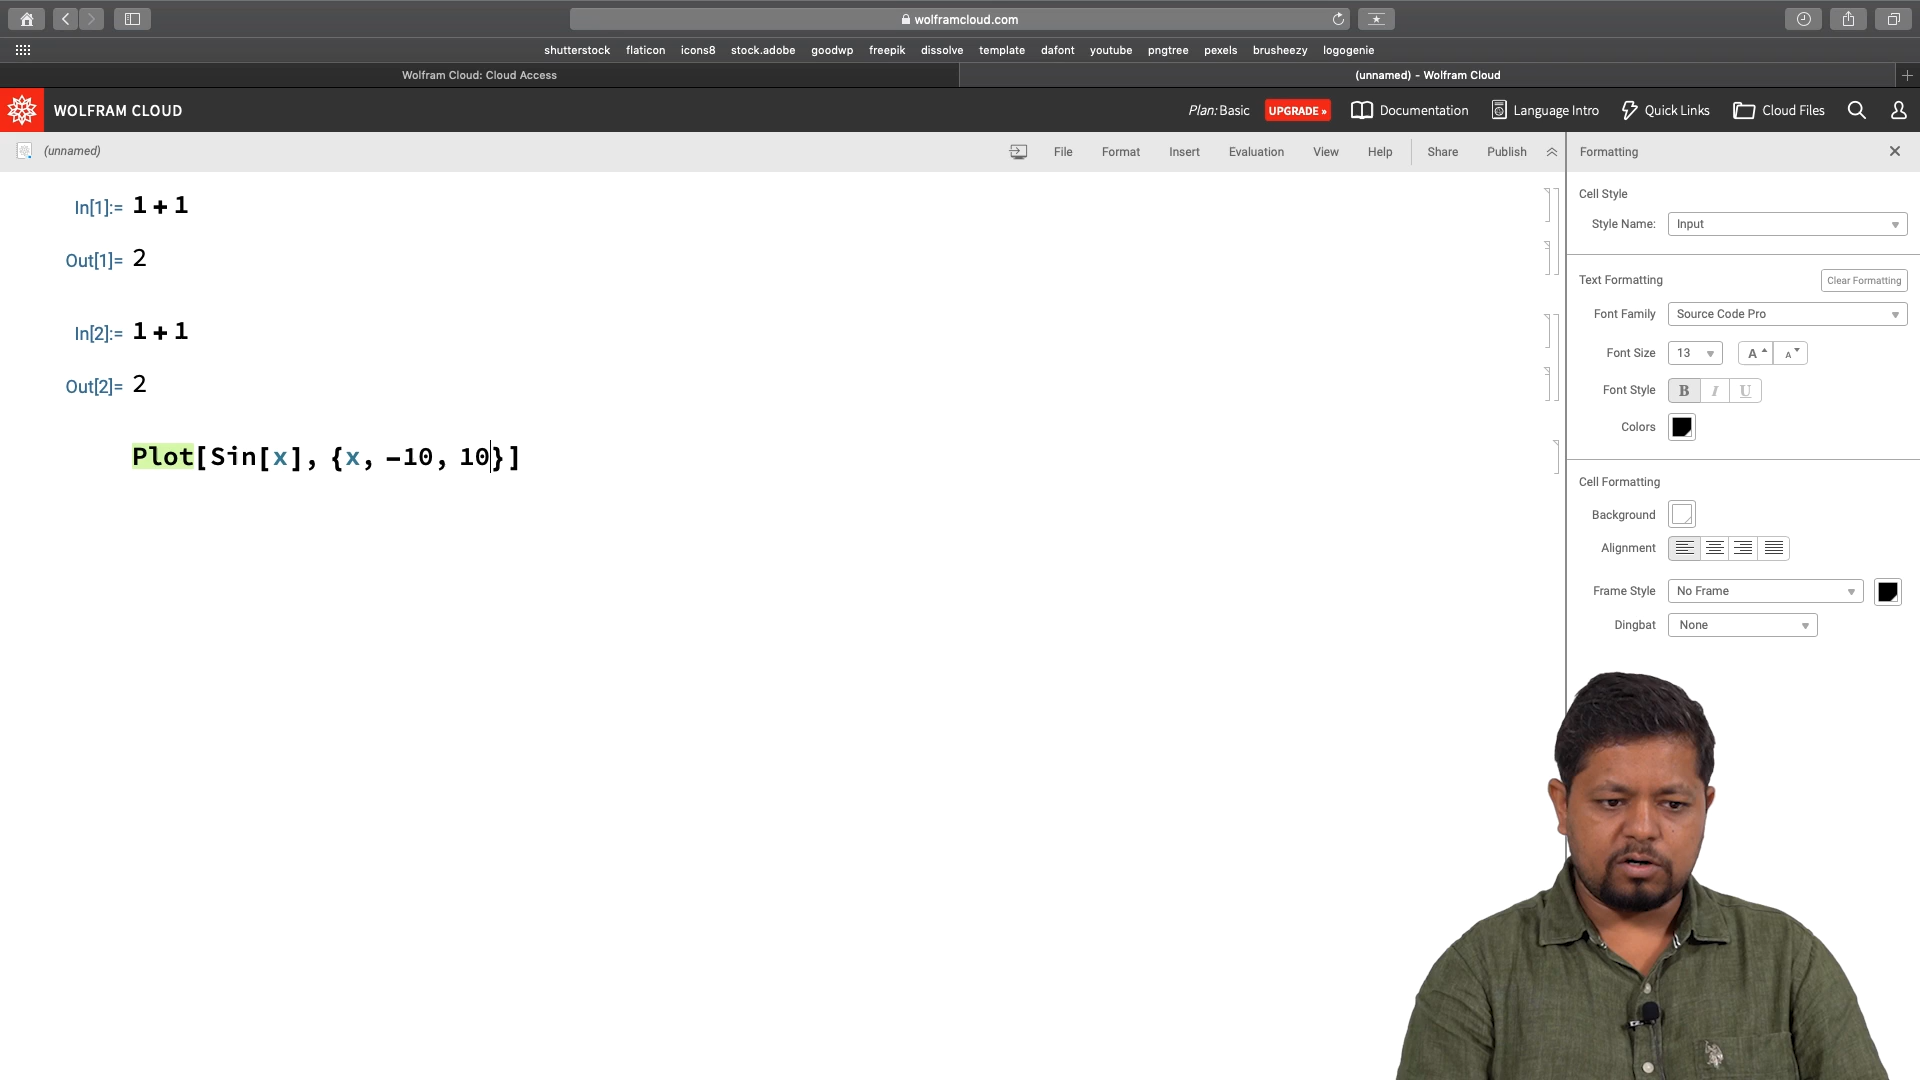 wolframcloud.com
shutterstock flaticon icons8 stock.adobe goodwp freepik dissolve template dafont youtube pngtree pexels brusheezy logogenie
Wolfram Cloud: Cloud Access (unnamed) - Wolfram Cloud
WOLFRAM CLOUD Plan: Basic UPGRADE » Documentation Language Intro Quick Links Cloud Files
(unnamed) File Format Insert Evaluation View Help Share Publish Formatting
In[1]:= 1 + 1
Out[1]= 2
In[2]:= 1 + 1
Out[2]= 2
Plot[Sin[x], {x, -10, 10}]
Cell Style
Style Name: Input
Text Formatting Clear Formatting
Font Family Source Code Pro
Font Size 13 A A
Font Style B I U
Colors
Cell Formatting
Background
Alignment
Frame Style No Frame
Dingbat None